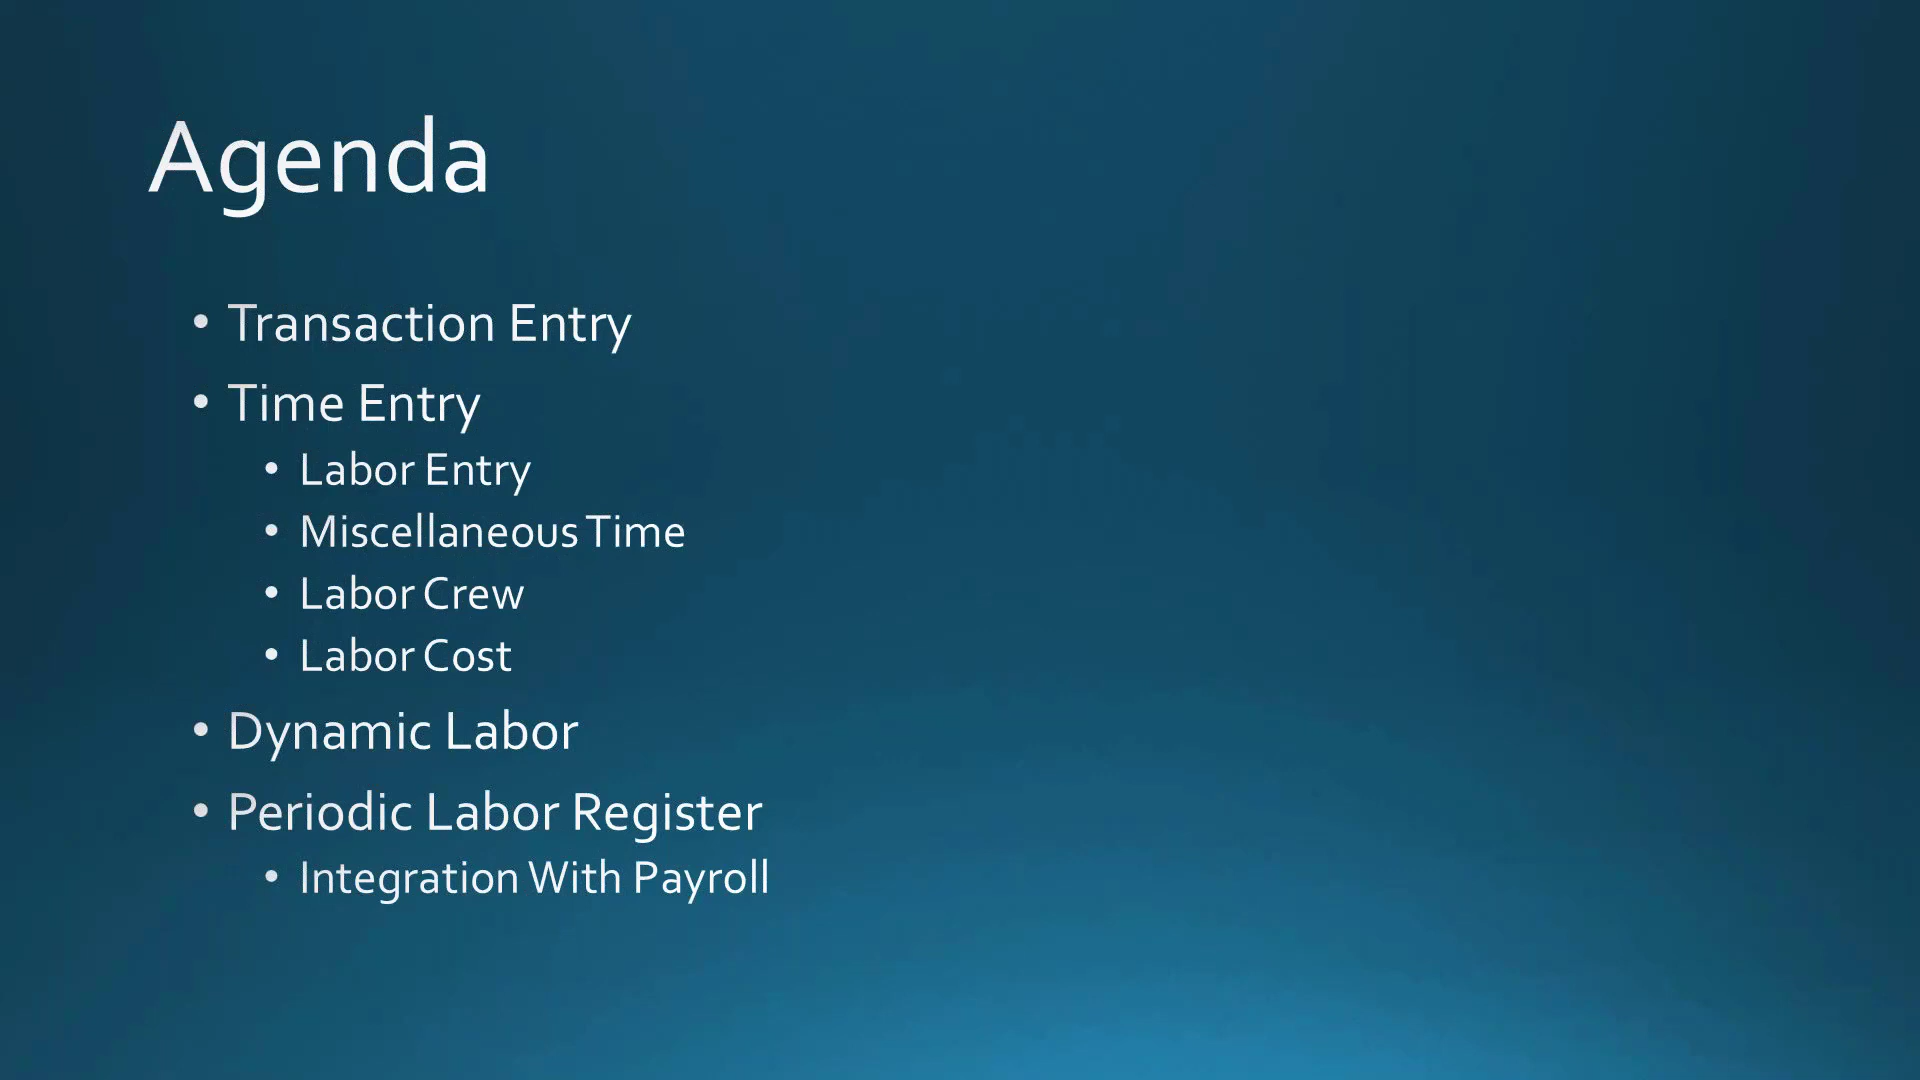 Agenda
• Transaction Entry
• Time Entry
• Labor Entry
• Miscellaneous Time
• Labor Crew
• Labor Cost
• Dynamic Labor
• Periodic Labor Register
• Integration With Payroll